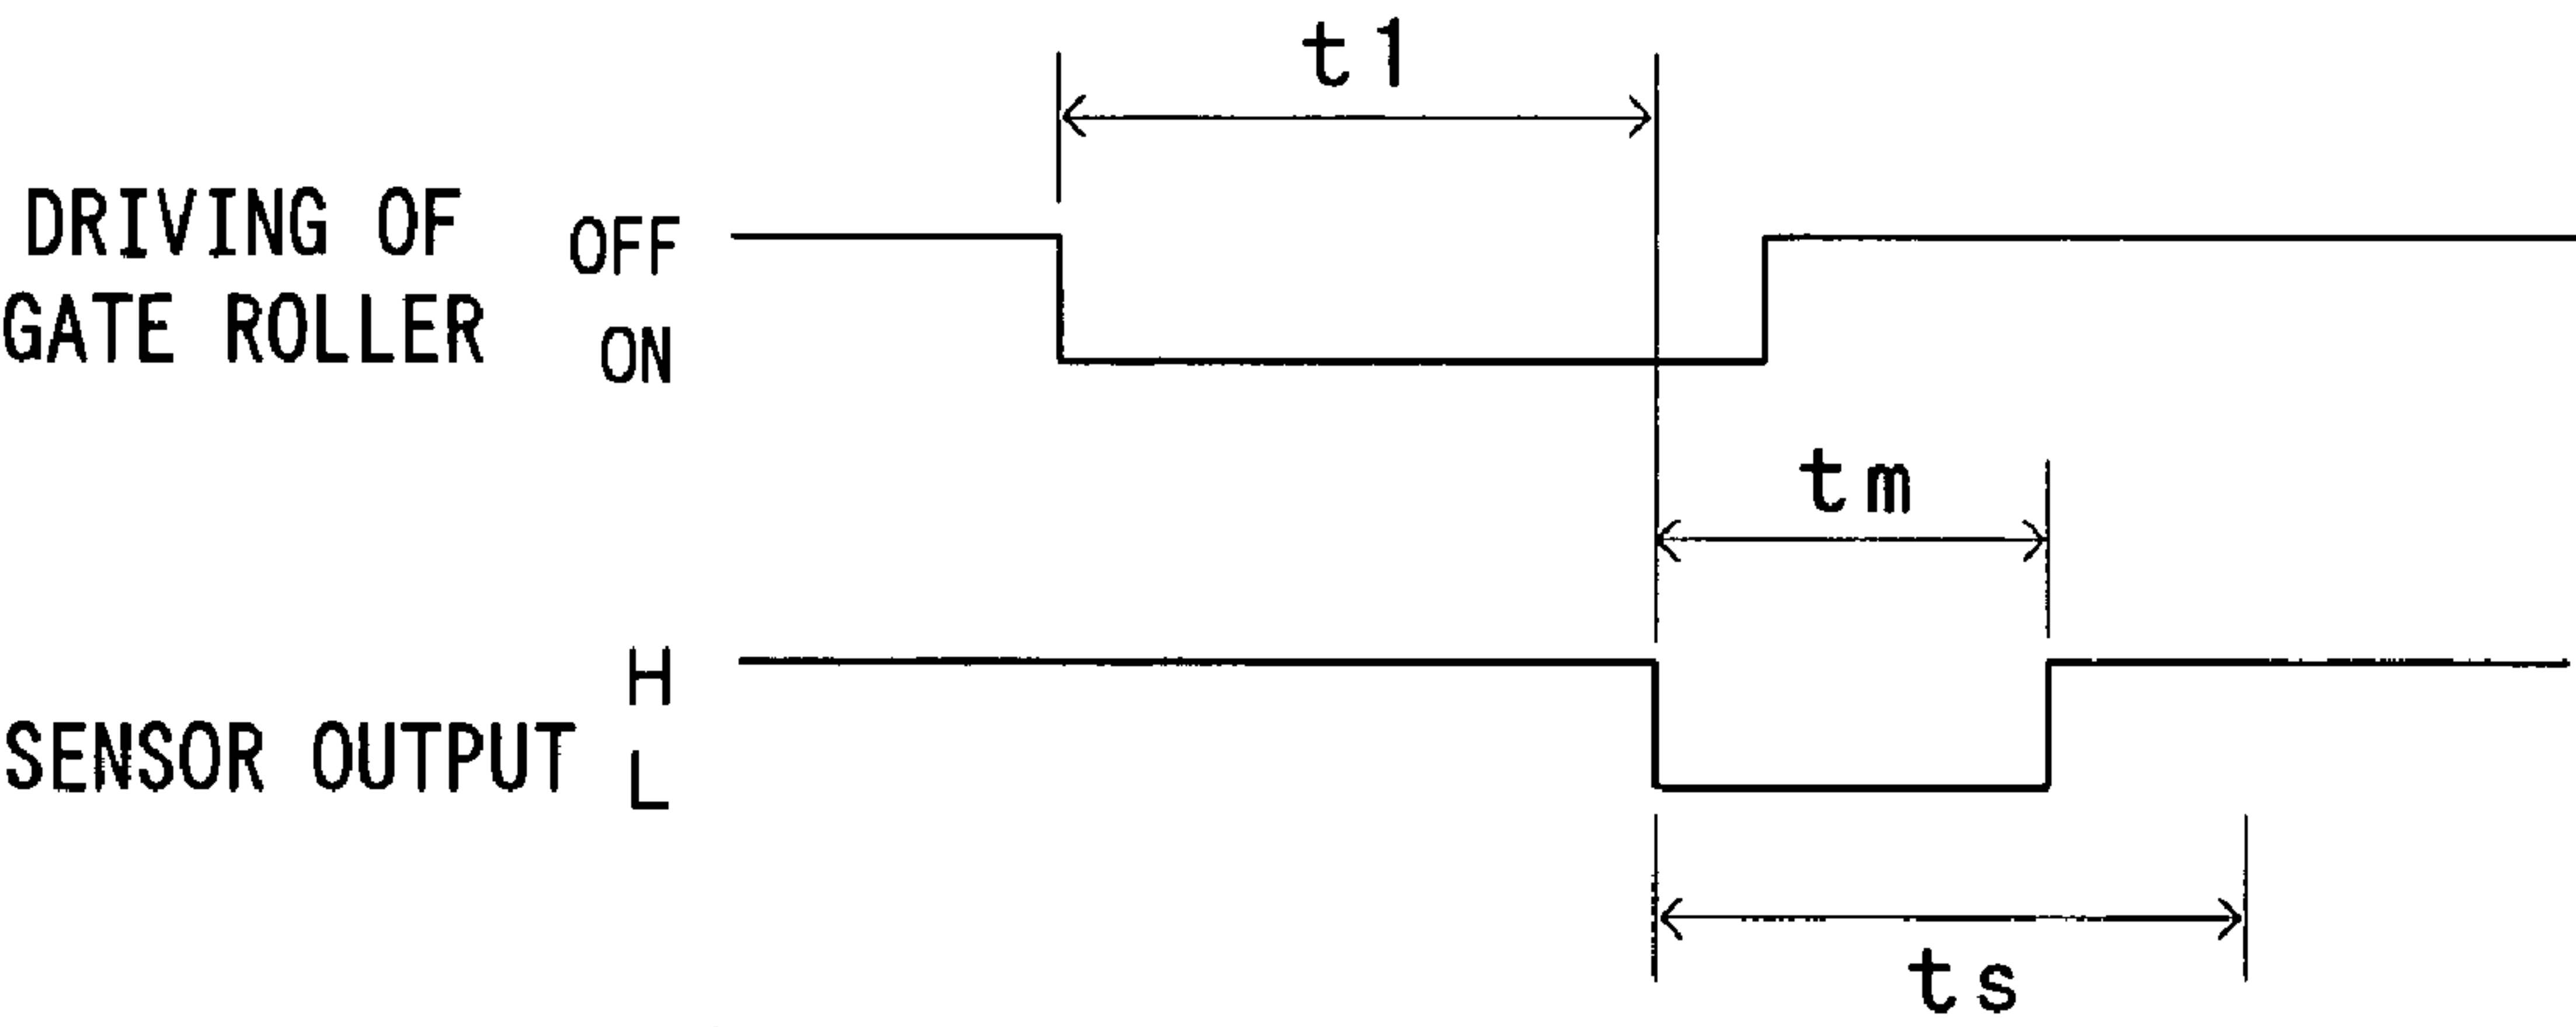 t1
DRIVING OF
GATE ROLLER
OFF
ON
tm
H
SENSOR OUTPUT
L
ts